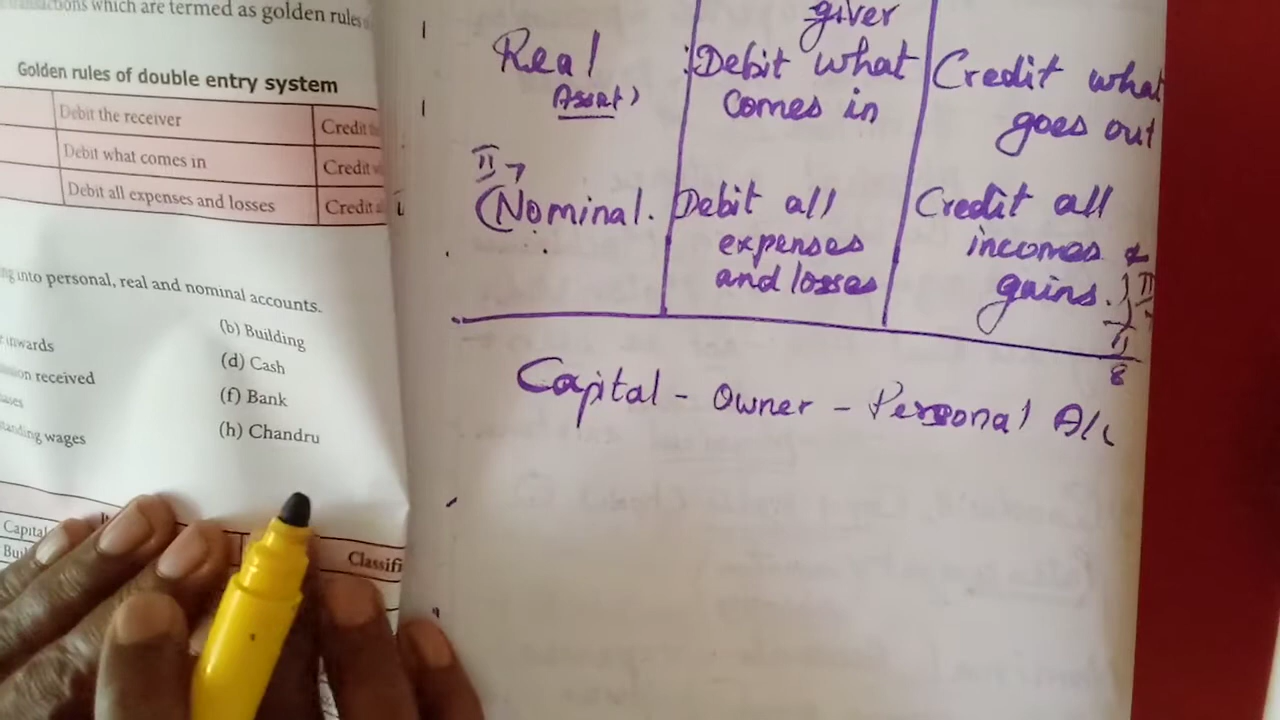 which are termed as golden rules
Golden rules of double entry system
Debit the receiver
Credit
Debit what comes in
Credit
Debit all expenses and losses
Credit
into personal, real and nominal accounts.
(b) Building
inwards
(d) Cash
received
(f) Bank
(h) Chandru
wages
Capital
Classifi
giver
Real
Debit what
Credit what
Asset)
comes in
goes out
II
(Nominal.
Debit all
Credit all
expenses
incomes &
and losses
gains.)
8
Capital - Owner - Personal A/c